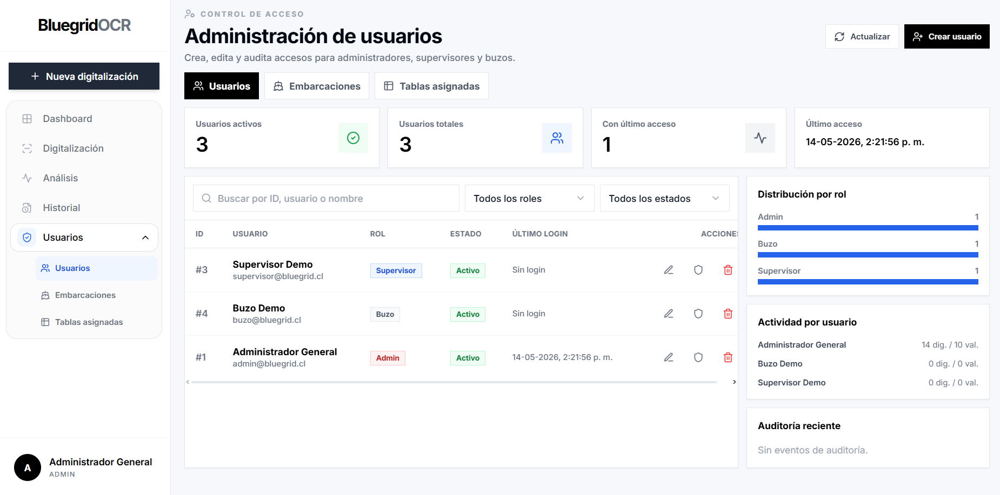 BluegridOCR
Nueva digitalización
Dashboard
Digitalización
Análisis
Historial
Usuarios
Usuarios
Embarcaciones
Tablas asignadas
A
Administrador General
ADMIN
CONTROL DE ACCESO
Administración de usuarios
Crea, edita y audita accesos para administradores, supervisores y buzos.
Actualizar
Crear usuario
Usuarios
Embarcaciones
Tablas asignadas
Usuarios activos
3
Usuarios totales
3
Con último acceso
1
Último acceso
14-05-2026, 2:21:56 p. m.
Buscar por ID, usuario o nombre
Todos los roles
Todos los estados
ID USUARIO ROL ESTADO ÚLTIMO LOGIN ACCIONES
#3 Supervisor Demo Supervisor Activo Sin login
supervisor@bluegrid.cl
#4 Buzo Demo Buzo Activo Sin login
buzo@bluegrid.cl
#1 Administrador General Admin Activo 14-05-2026, 2:21:56 p. m.
admin@bluegrid.cl
Distribución por rol
Admin 1
Buzo 1
Supervisor 1
Actividad por usuario
Administrador General 14 dig. / 10 val.
Buzo Demo 0 dig. / 0 val.
Supervisor Demo 0 dig. / 0 val.
Auditoría reciente
Sin eventos de auditoría.